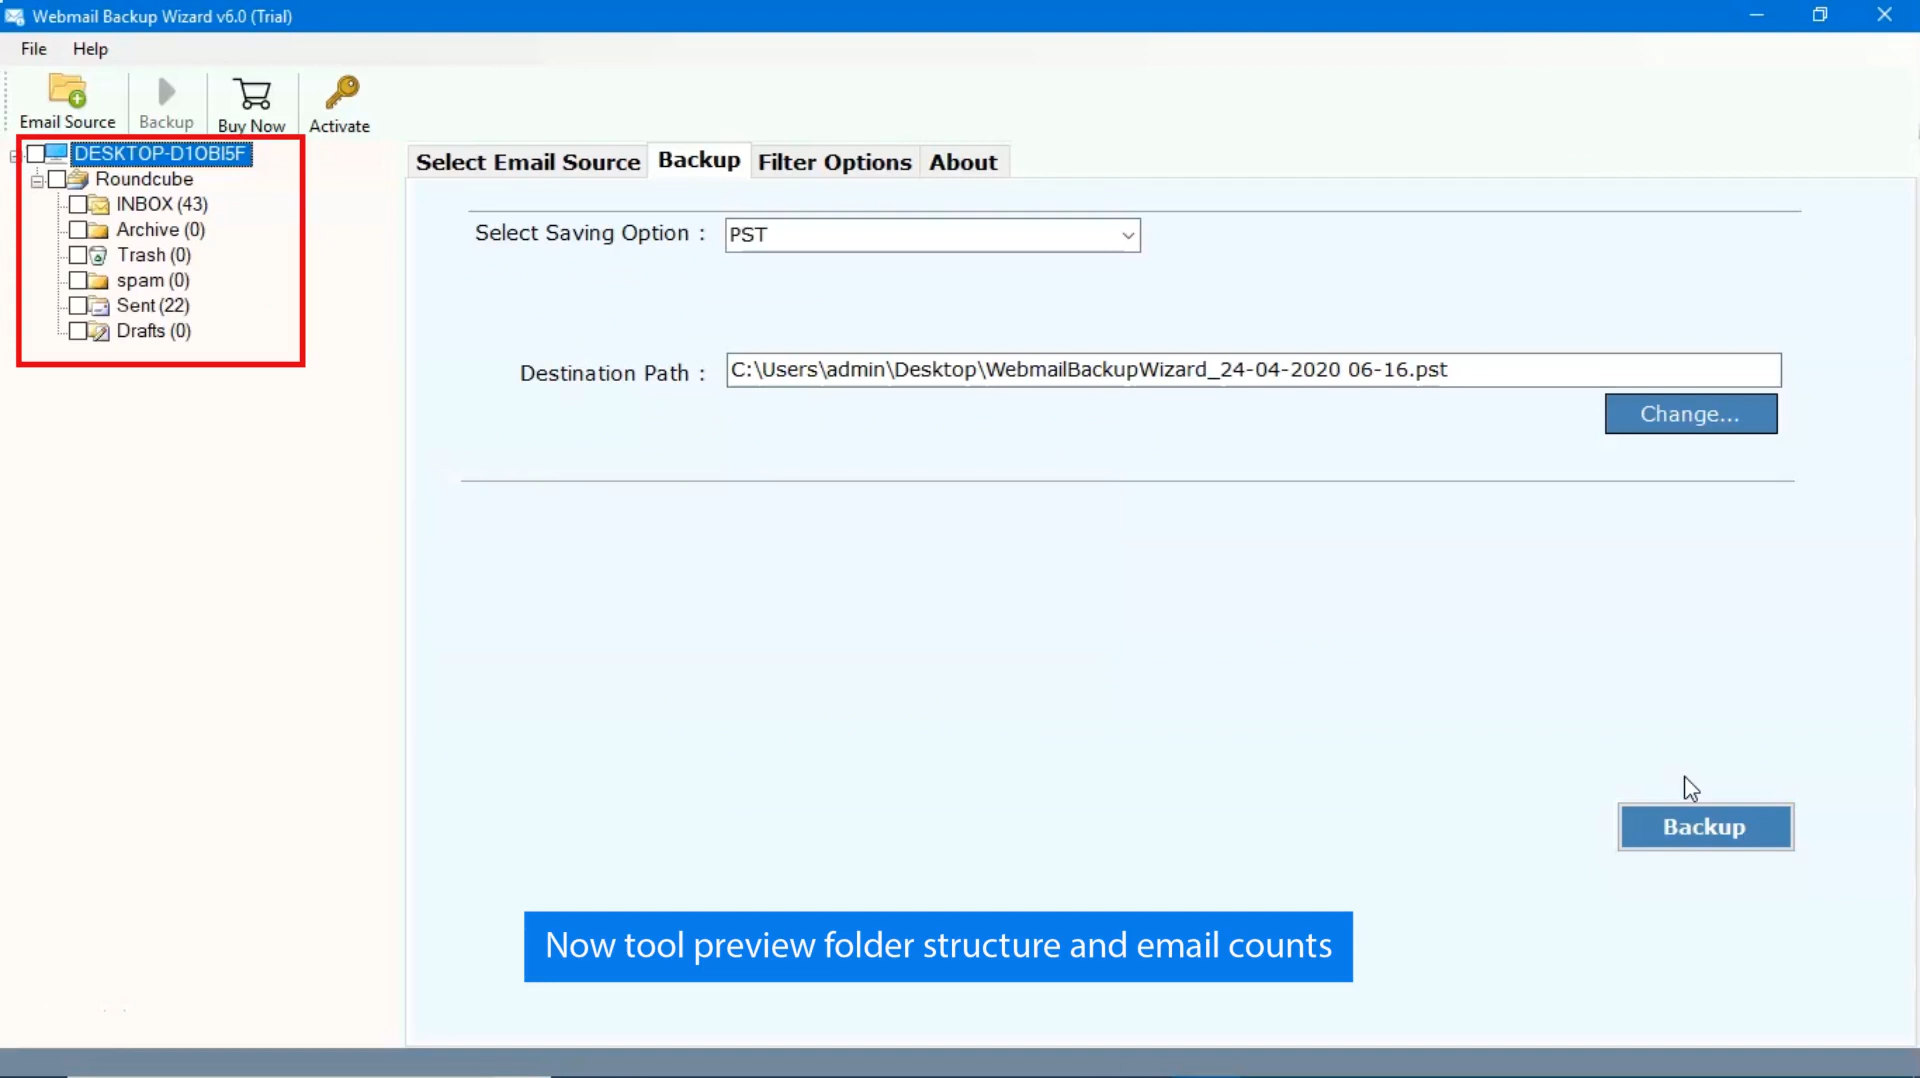 Webmail Backup Wizard v6.0 (Trial)
File Help
Email Source Backup Buy Now Activate
DESKTOP-D1OBI5F
Roundcube
INBOX (43)
Archive (0)
Trash (0)
spam (0)
Sent (22)
Drafts (0)
Select Email Source Backup Filter Options About
Select Saving Option : PST
Destination Path : C:\Users\admin\Desktop\WebmailBackupWizard_24-04-2020 06-16.pst
Change...
Backup
Now tool preview folder structure and email counts